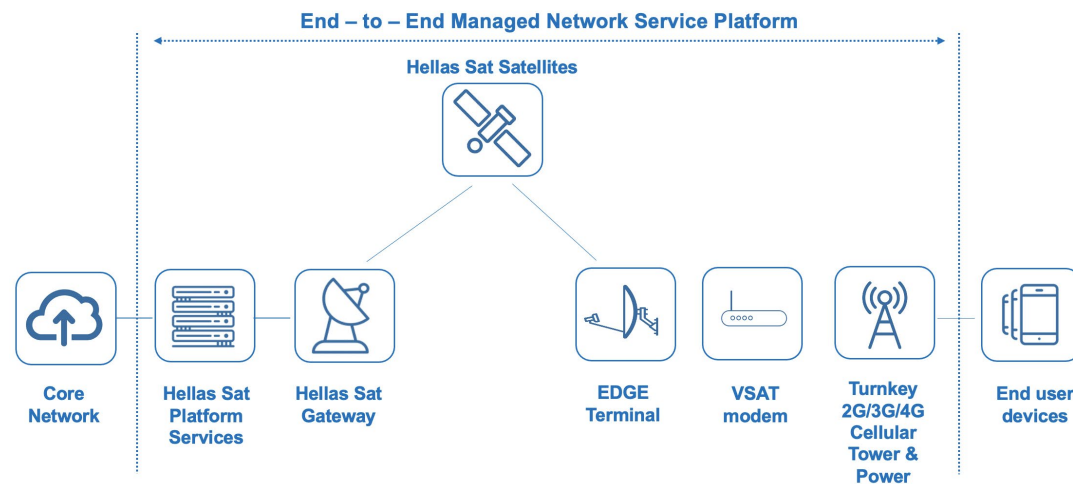 End – to – End Managed Network Service Platform
Hellas Sat Satellites
Core
Network
Hellas Sat
Platform
Services
Hellas Sat
Gateway
EDGE
Terminal
VSAT
modem
Turnkey
2G/3G/4G
Cellular
Tower &
Power
End user
devices